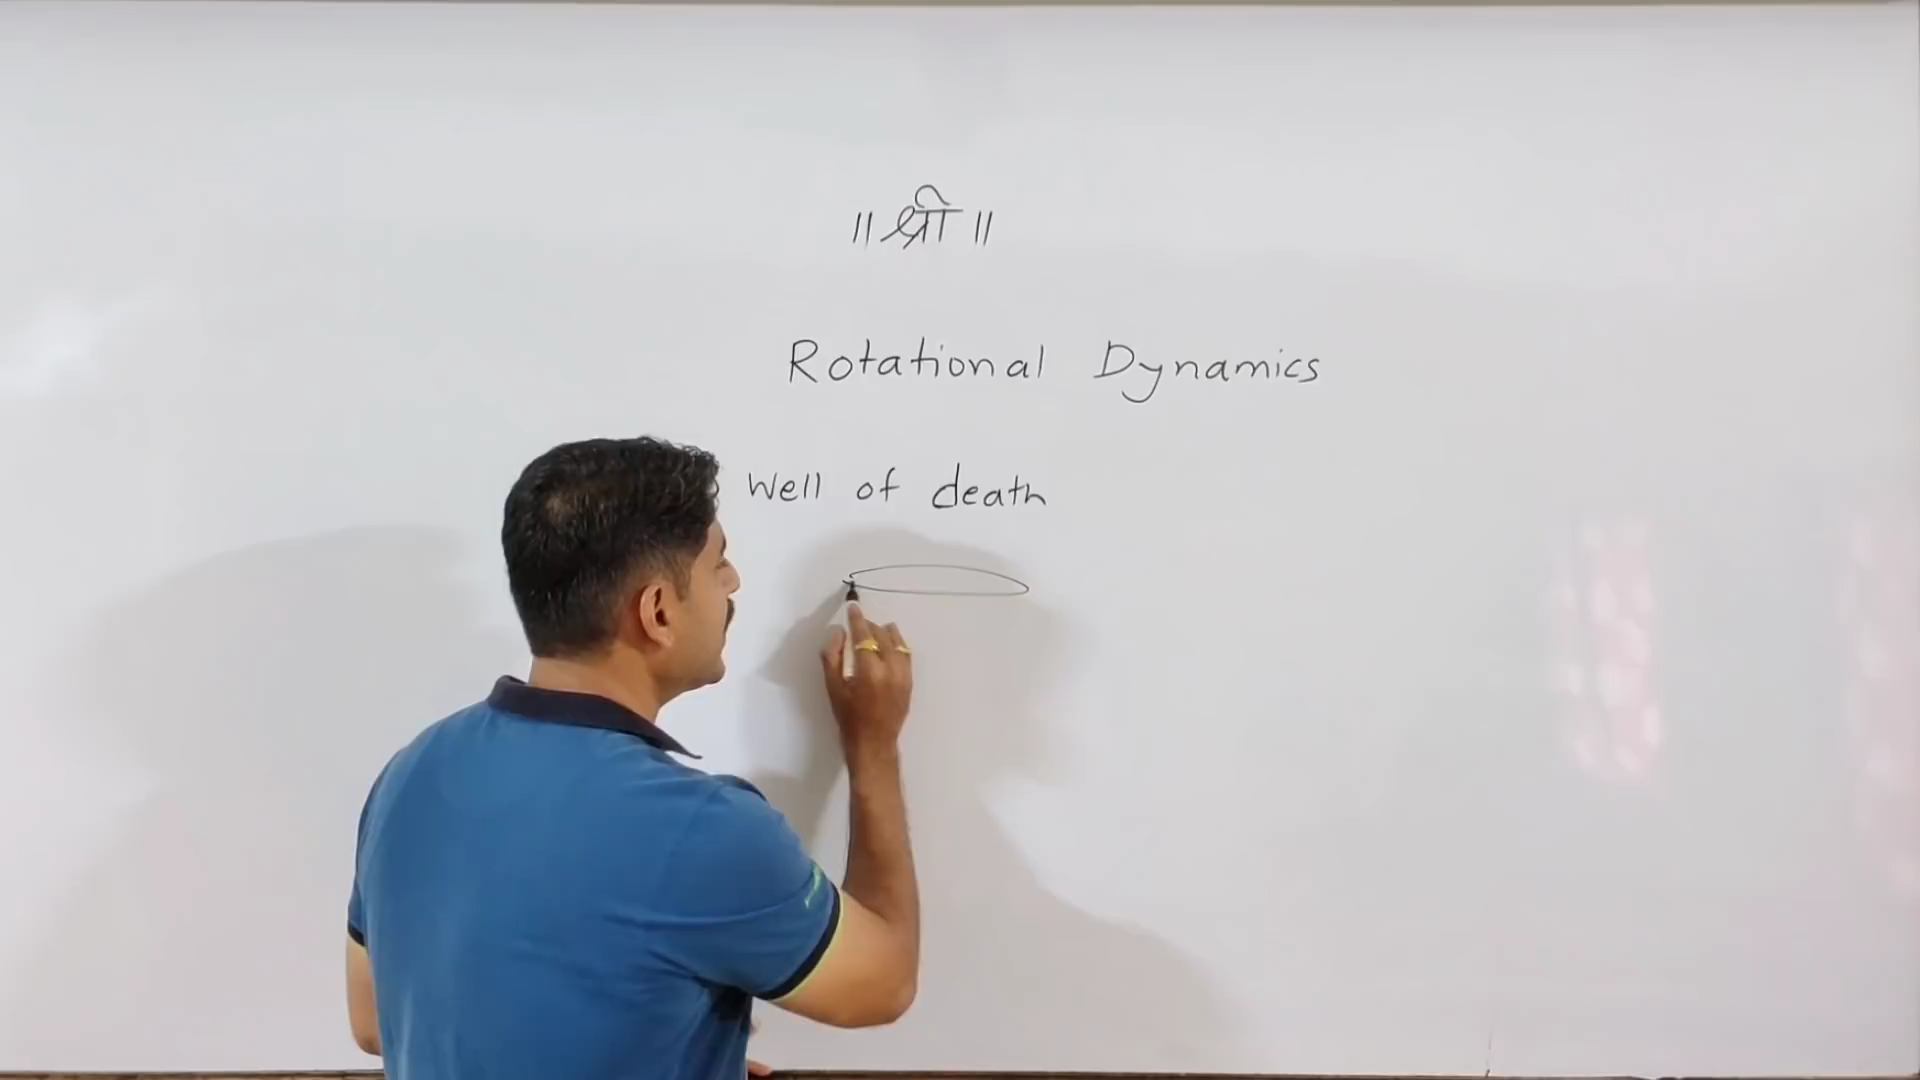 ॥ श्री ॥
Rotational Dynamics
Well of death